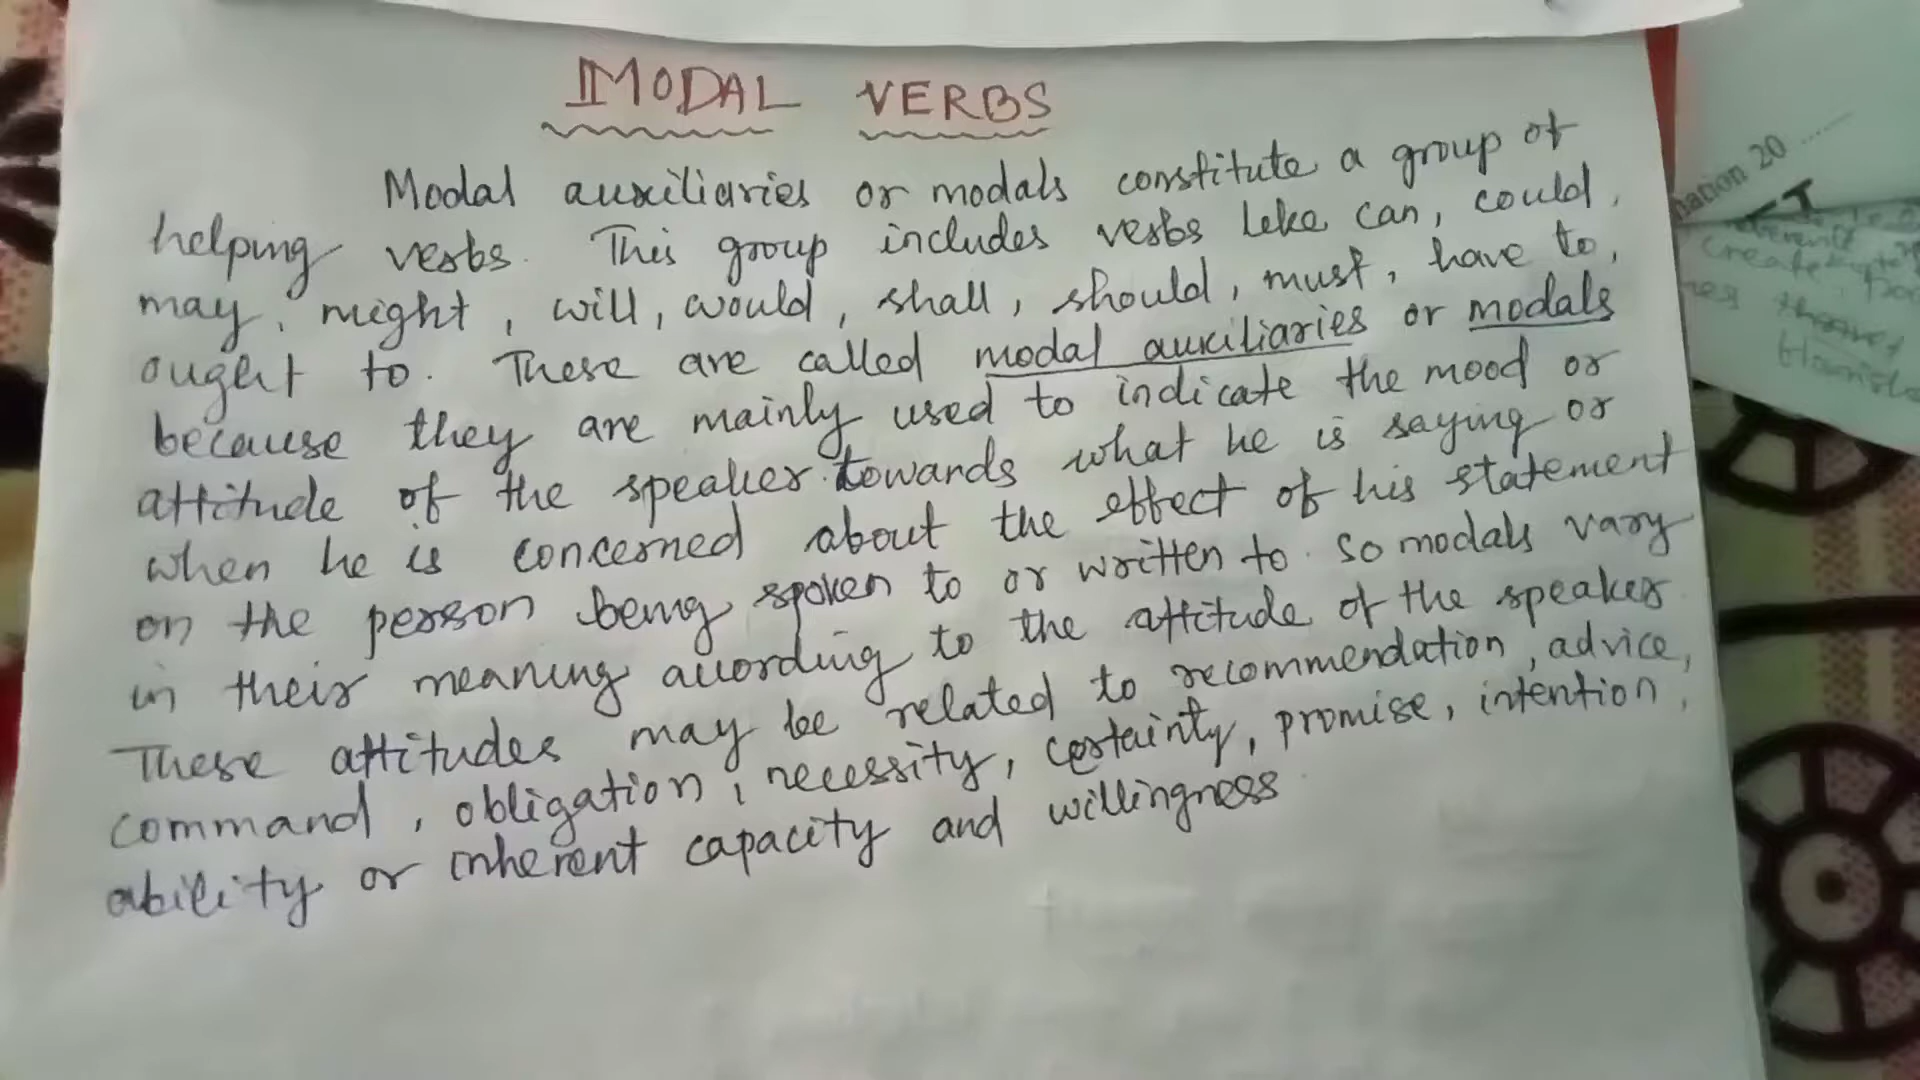 MODAL VERBS
Modal auxiliaries or modals constitute a group of
helping verbs. This group includes verbs like can, could,
may, might, will, would, shall, should, must, have to,
ought to. These are called modal auxiliaries or modals
because they are mainly used to indicate the mood or
attitude of the speaker towards what he is saying or
when he is concerned about the effect of his statement
on the person being spoken to or written to. So modals vary
in their meaning according to the attitude of the speaker.
These attitudes may be related to recommendation, advice,
command, obligation, necessity, certainty, promise, intention,
ability or inherent capacity and willingness
nation 20 ......
create